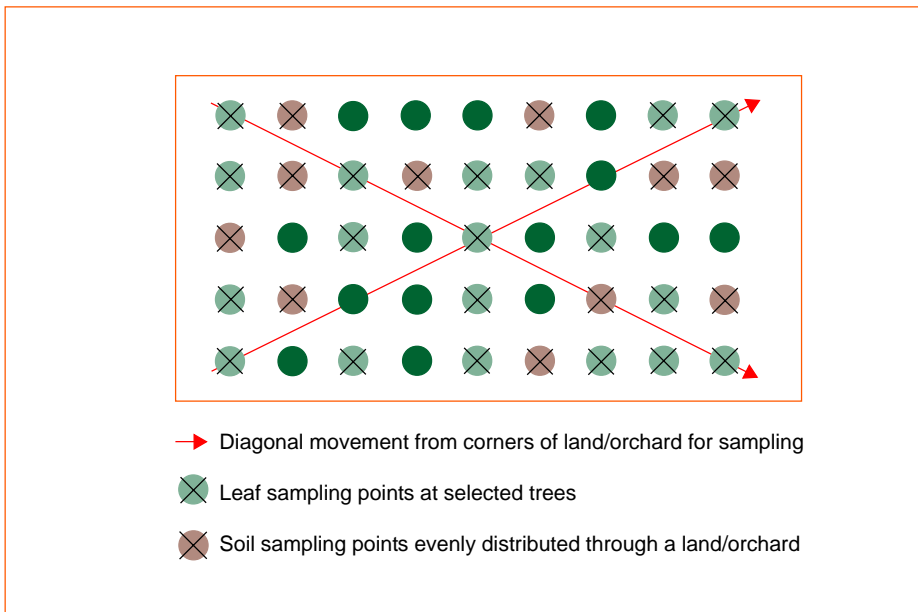 Diagonal movement from corners of land/orchard for sampling
Leaf sampling points at selected trees
Soil sampling points evenly distributed through a land/orchard